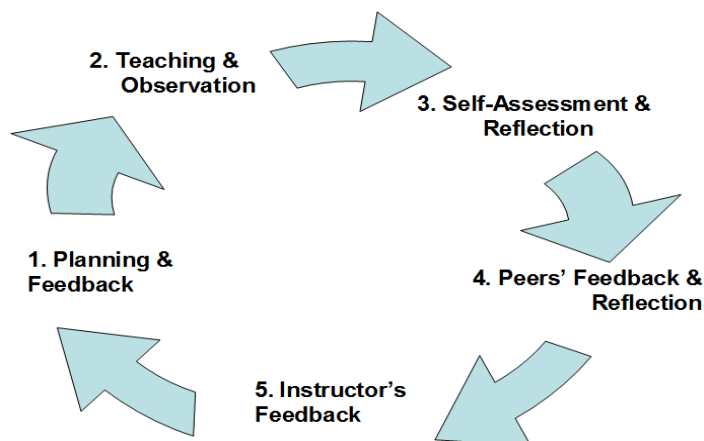 1. Planning &
Feedback
2. Teaching &
Observation
3. Self-Assessment &
Reflection
4. Peers’ Feedback &
Reflection
5. Instructor’s
Feedback